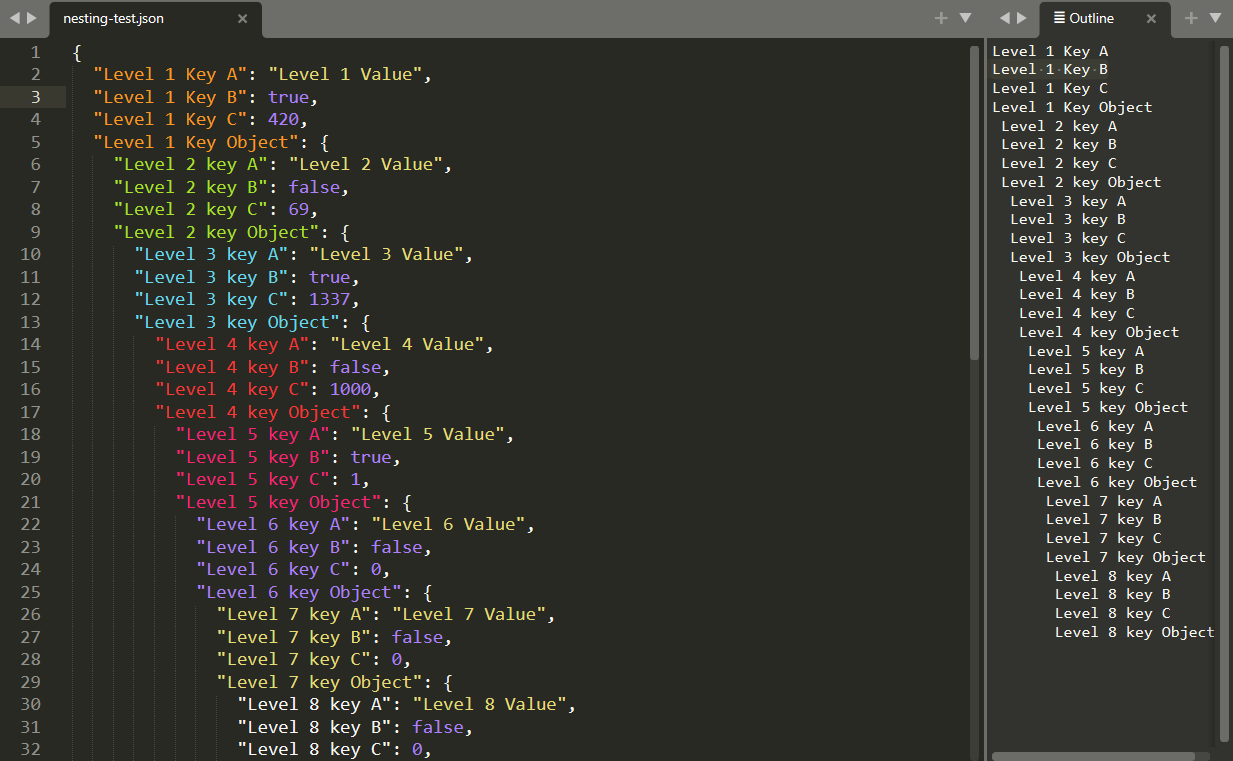 nesting-test.json
Outline
1 {
2 "Level 1 Key A": "Level 1 Value",
3 "Level 1 Key B": true,
4 "Level 1 Key C": 420,
5 "Level 1 Key Object": {
6 "Level 2 key A": "Level 2 Value",
7 "Level 2 key B": false,
8 "Level 2 key C": 69,
9 "Level 2 key Object": {
10 "Level 3 key A": "Level 3 Value",
11 "Level 3 key B": true,
12 "Level 3 key C": 1337,
13 "Level 3 key Object": {
14 "Level 4 key A": "Level 4 Value",
15 "Level 4 key B": false,
16 "Level 4 key C": 1000,
17 "Level 4 key Object": {
18 "Level 5 key A": "Level 5 Value",
19 "Level 5 key B": true,
20 "Level 5 key C": 1,
21 "Level 5 key Object": {
22 "Level 6 key A": "Level 6 Value",
23 "Level 6 key B": false,
24 "Level 6 key C": 0,
25 "Level 6 key Object": {
26 "Level 7 key A": "Level 7 Value",
27 "Level 7 key B": false,
28 "Level 7 key C": 0,
29 "Level 7 key Object": {
30 "Level 8 key A": "Level 8 Value",
31 "Level 8 key B": false,
32 "Level 8 key C": 0,
Level 1 Key A
Level·1·Key·B
Level 1 Key C
Level 1 Key Object
Level 2 key A
Level 2 key B
Level 2 key C
Level 2 key Object
Level 3 key A
Level 3 key B
Level 3 key C
Level 3 key Object
Level 4 key A
Level 4 key B
Level 4 key C
Level 4 key Object
Level 5 key A
Level 5 key B
Level 5 key C
Level 5 key Object
Level 6 key A
Level 6 key B
Level 6 key C
Level 6 key Object
Level 7 key A
Level 7 key B
Level 7 key C
Level 7 key Object
Level 8 key A
Level 8 key B
Level 8 key C
Level 8 key Object